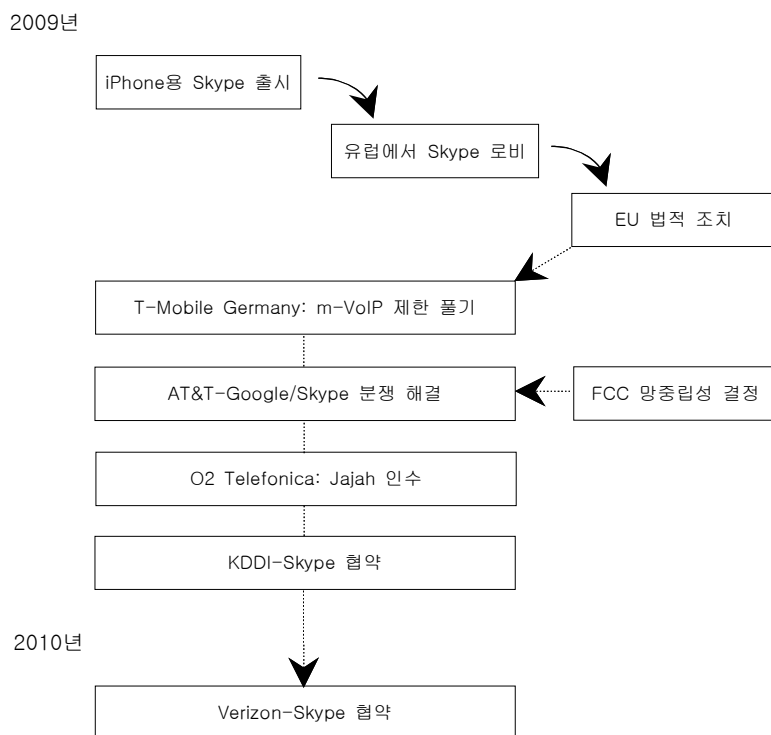 2009년
iPhone용 Skype 출시
유럽에서 Skype 로비
EU 법적 조치
T-Mobile Germany: m-VoIP 제한 풀기
AT&T-Google/Skype 분쟁 해결
FCC 망중립성 결정
O2 Telefonica: Jajah 인수
KDDI-Skype 협약
2010년
Verizon-Skype 협약